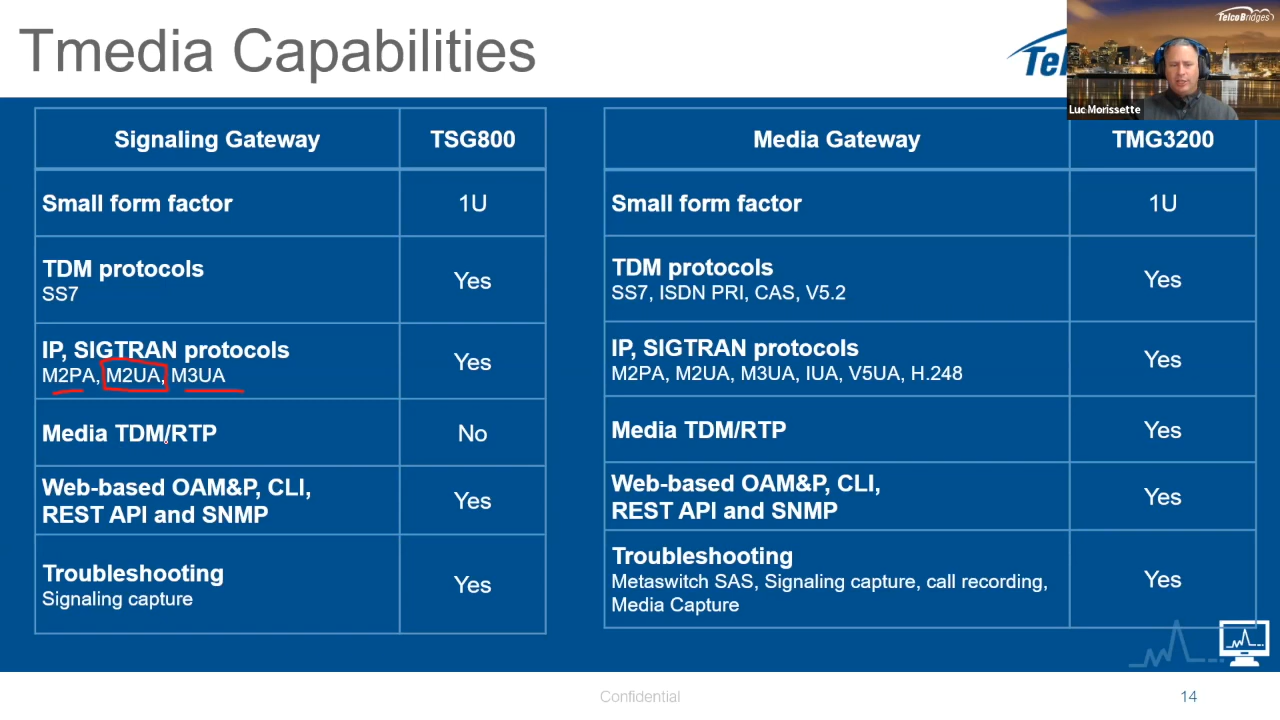 Tmedia Capabilities
TelcoBridges
Luc Morissette
Signaling Gateway
TSG800
Small form factor
1U
TDM protocols
SS7
Yes
IP, SIGTRAN protocols
M2PA, M2UA, M3UA
Yes
Media TDM/RTP
No
Web-based OAM&P, CLI,
REST API and SNMP
Yes
Troubleshooting
Signaling capture
Yes
Media Gateway
TMG3200
Small form factor
1U
TDM protocols
SS7, ISDN PRI, CAS, V5.2
Yes
IP, SIGTRAN protocols
M2PA, M2UA, M3UA, IUA, V5UA, H.248
Yes
Media TDM/RTP
Yes
Web-based OAM&P, CLI,
REST API and SNMP
Yes
Troubleshooting
Metaswitch SAS, Signaling capture, call recording,
Media Capture
Yes
Confidential
14